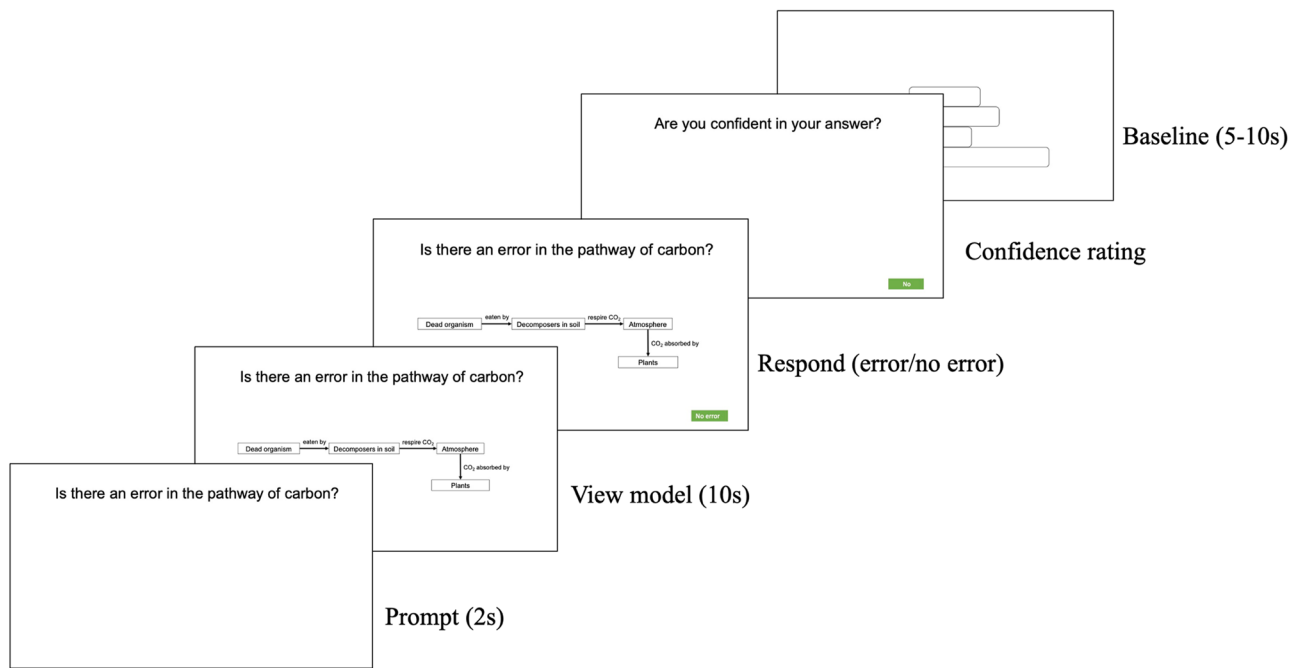 Baseline (5-10s)
Are you confident in your answer?
No
Confidence rating
Is there an error in the pathway of carbon?
Dead organism
eaten by
Decomposers in soil
respire CO₂
Atmosphere
CO₂ absorbed by
Plants
No error
Respond (error/no error)
Is there an error in the pathway of carbon?
Dead organism
eaten by
Decomposers in soil
respire CO₂
Atmosphere
CO₂ absorbed by
Plants
View model (10s)
Is there an error in the pathway of carbon?
Prompt (2s)